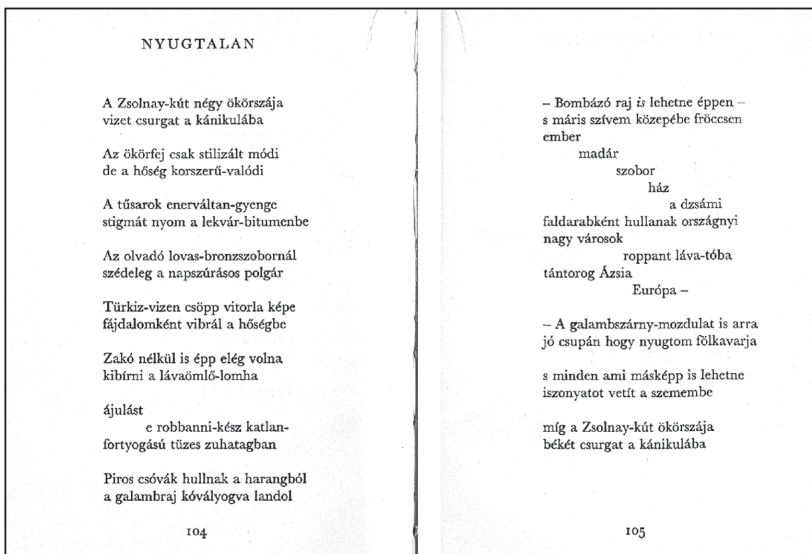 NYUGTALAN
A Zsolnay-kút négy ökörszája
vizet csurgat a kánikulába
Az ökörfej csak stilizált módi
de a hőség korszerű-valódi
A tűsarok enerváltan-gyenge
stigmát nyom a lekvár-bitumenbe
Az olvadó lovas-bronzszobornál
szédeleg a napszúrásos polgár
Türkiz-vizen csöpp vitorla képe
fájdalomként vibrál a hőségbe
Zakó nélkül is épp elég volna
kibírni a lávaömlő-lomha
ájulást
e robbanni-kész katlan-
fortyogású tüzes zuhatagban
Piros csóvák hullnak a harangból
a galambraj kóvályogva landol
104
– Bombázó raj is lehetne éppen –
s máris szívem közepébe fröccsen
ember
madár
szobor
ház
a dzsámi
faldarabként hullanak országnyi
nagy városok
roppant láva-tóba
tántorog Ázsia
Európa –
– A galambszárny-mozdulat is arra
jó csupán hogy nyugtom fölkavarja
s minden ami másképp is lehetne
iszonyatot vetít a szemembe
míg a Zsolnay-kút ökörszája
békét csurgat a kánikulába
105